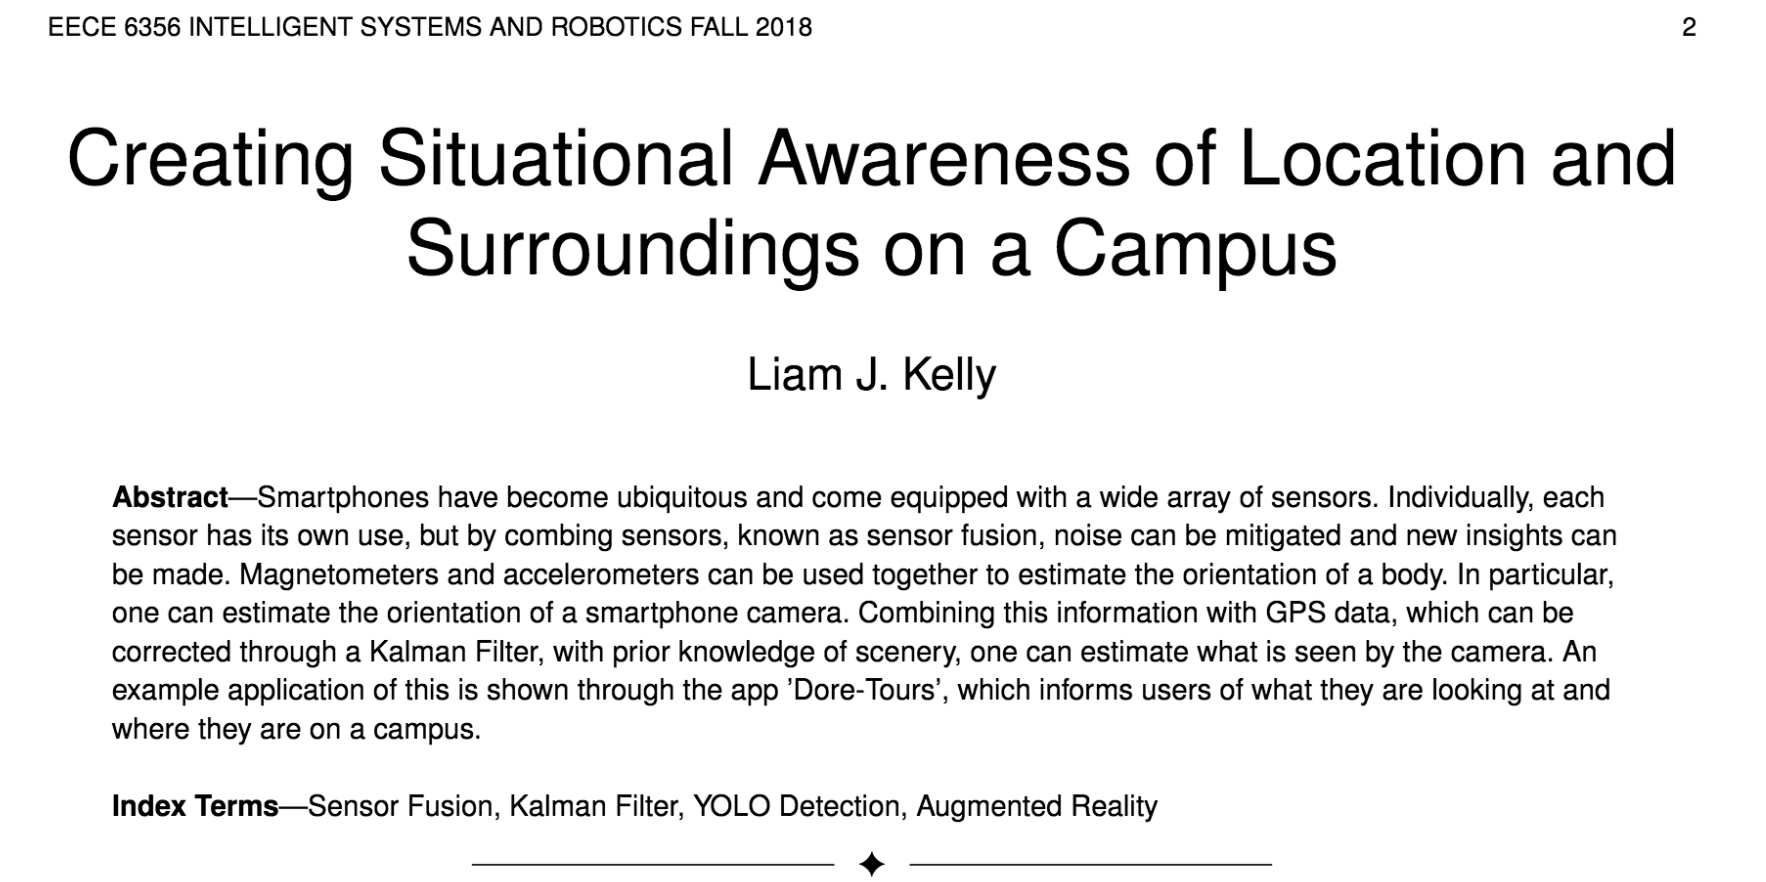 EECE 6356 INTELLIGENT SYSTEMS AND ROBOTICS FALL 2018 2
Creating Situational Awareness of Location and
Surroundings on a Campus
Liam J. Kelly
Abstract—Smartphones have become ubiquitous and come equipped with a wide array of sensors. Individually, each
sensor has its own use, but by combing sensors, known as sensor fusion, noise can be mitigated and new insights can
be made. Magnetometers and accelerometers can be used together to estimate the orientation of a body. In particular,
one can estimate the orientation of a smartphone camera. Combining this information with GPS data, which can be
corrected through a Kalman Filter, with prior knowledge of scenery, one can estimate what is seen by the camera. An
example application of this is shown through the app ’Dore-Tours’, which informs users of what they are looking at and
where they are on a campus.
Index Terms—Sensor Fusion, Kalman Filter, YOLO Detection, Augmented Reality